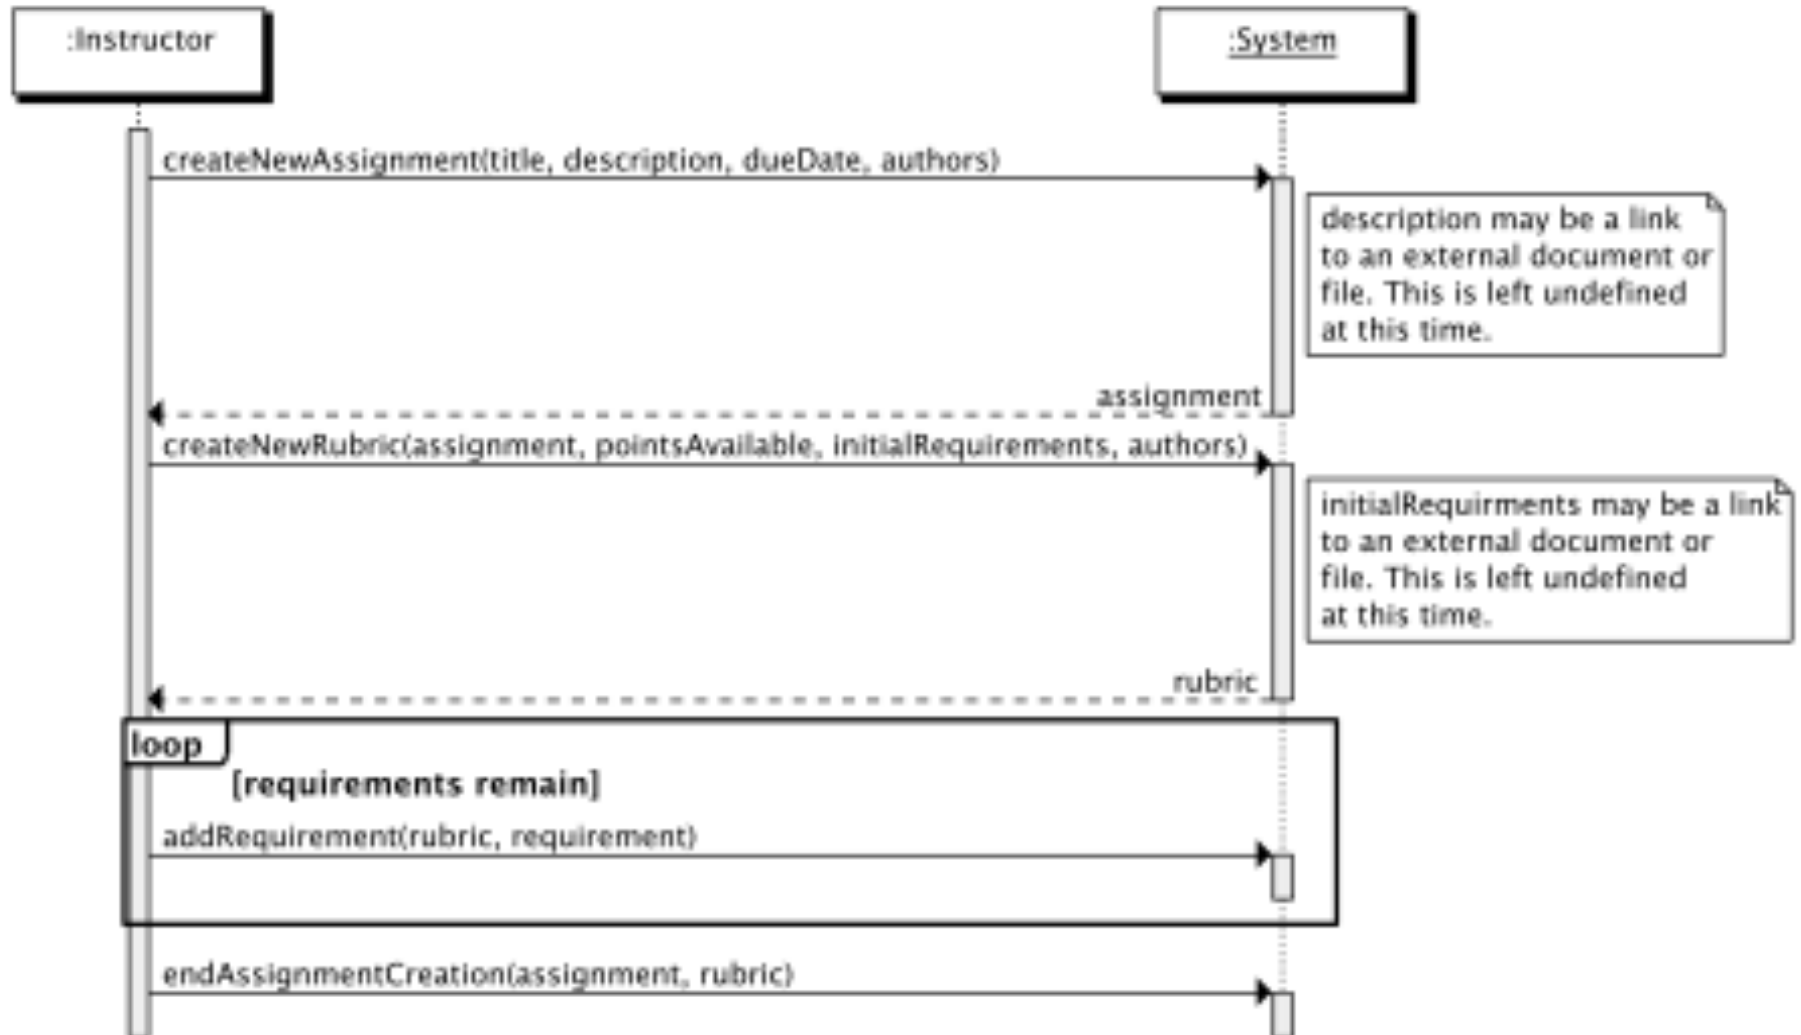 :Instructor
:System
createNewAssignment(title, description, dueDate, authors)
description may be a link
to an external document or
file. This is left undefined
at this time.
assignment
createNewRubric(assignment, pointsAvailable, initialRequirements, authors)
initialRequirments may be a link
to an external document or
file. This is left undefined
at this time.
rubric
loop
[requirements remain]
addRequirement(rubric, requirement)
endAssignmentCreation(assignment, rubric)